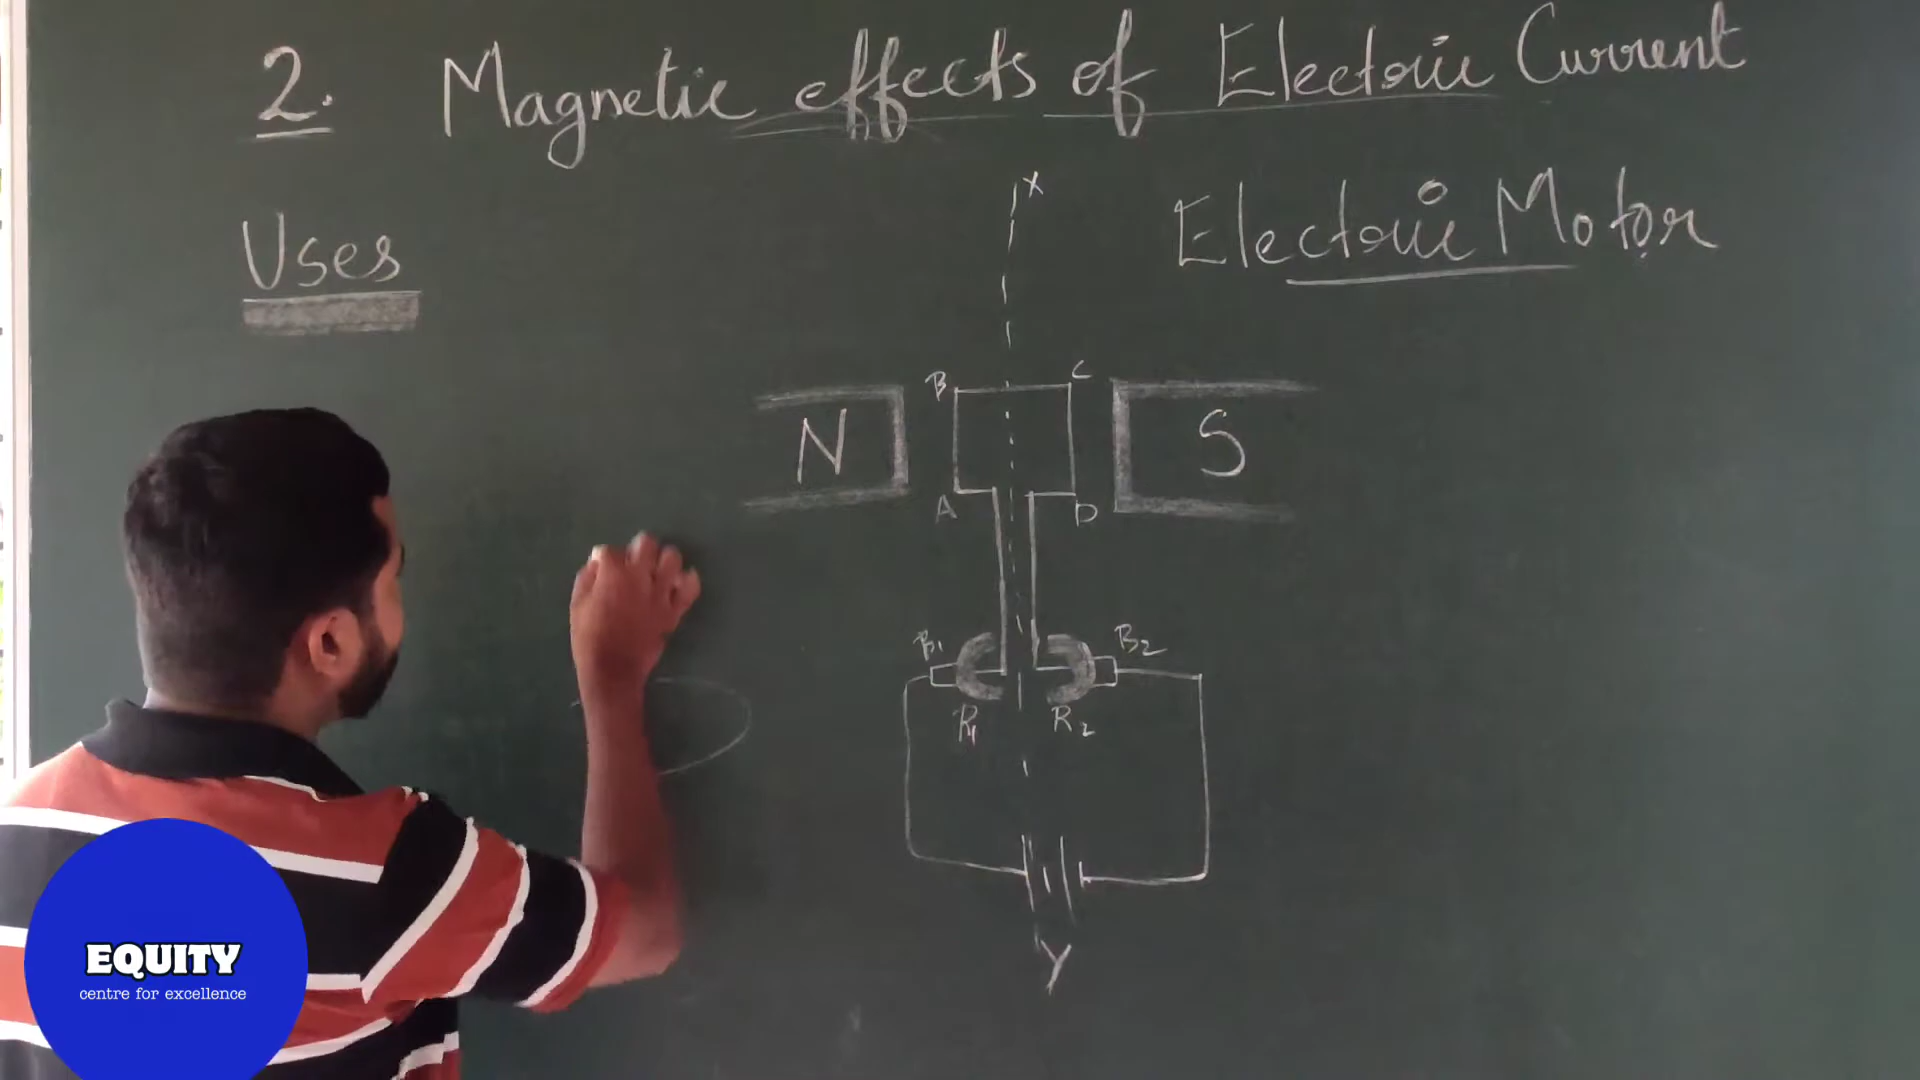 2. Magnetic effects of Electric Current
X
Uses
Electric Motor
B C
N S
A D
B1 B2
R1 R2
Y
EQUITY
centre for excellence